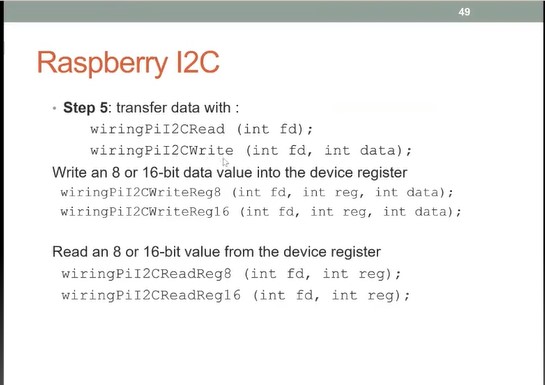 49
Raspberry I2C
• Step 5: transfer data with :
wiringPiI2CRead (int fd);
wiringPiI2CWrite (int fd, int data);
Write an 8 or 16-bit data value into the device register
wiringPiI2CWriteReg8 (int fd, int reg, int data);
wiringPiI2CWriteReg16 (int fd, int reg, int data);
Read an 8 or 16-bit value from the device register
wiringPiI2CReadReg8 (int fd, int reg);
wiringPiI2CReadReg16 (int fd, int reg);